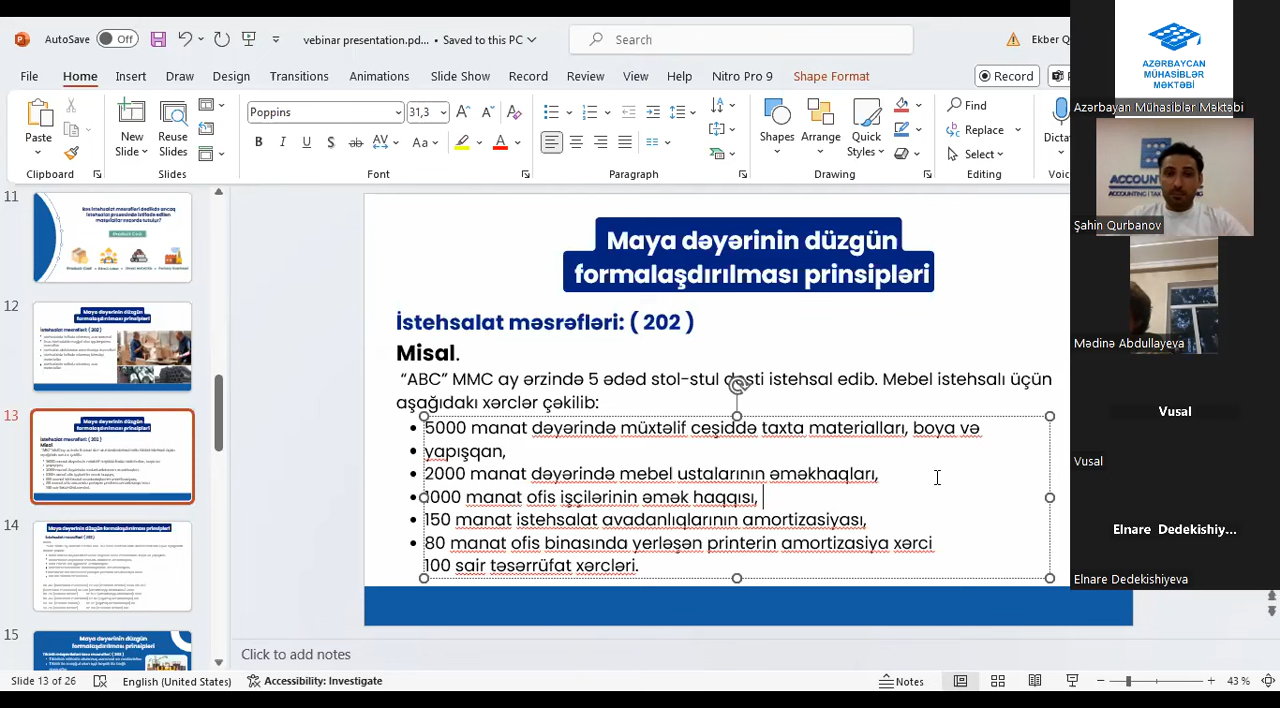 AutoSave Off vebinar presentation.pd... • Saved to this PC Search Ekber Q
File Home Insert Draw Design Transitions Animations Slide Show Record Review View Help Nitro Pro 9 Shape Format Record
Paste New Slide Reuse Slides Poppins 31,3 Shapes Arrange Quick Styles Find Replace Select Dictat
Clipboard Slides Font Paragraph Drawing Editing Voic
11
12
13
14
15
Maya dəyərinin düzgün
formalaşdırılması prinsipləri
İstehsalat məsrəfləri: ( 202 )
Misal.
“ABC” MMC ay ərzində 5 ədəd stol-stul dəsti istehsal edib. Mebel istehsalı üçün
aşağıdakı xərclər çəkilib:
• 5000 manat dəyərində müxtəlif çeşiddə taxta materialları, boya və
• yapışqan,
• 2000 manat dəyərində mebel ustalarının əməkhaqları,
• 1000 manat ofis işçilərinin əmək haqqısı,
• 150 manat istehsalat avadanlıqlarının amortizasiyası,
• 80 manat ofis binasında yerləşən printerin amortizasiya xərci
100 sair təsərrüfat xərcləri.
Click to add notes
Slide 13 of 26 English (United States) Accessibility: Investigate Notes 43 %
AZƏRBAYCAN
MÜHASİBLƏR
MƏKTƏBİ
Azərbayan Mühasiblər Məktəbi
Şahin Qurbanov
Mədinə Abdullayeva
Vusal
Vusal
Elnare Dedekishiy...
Elnare Dedekishiyeva